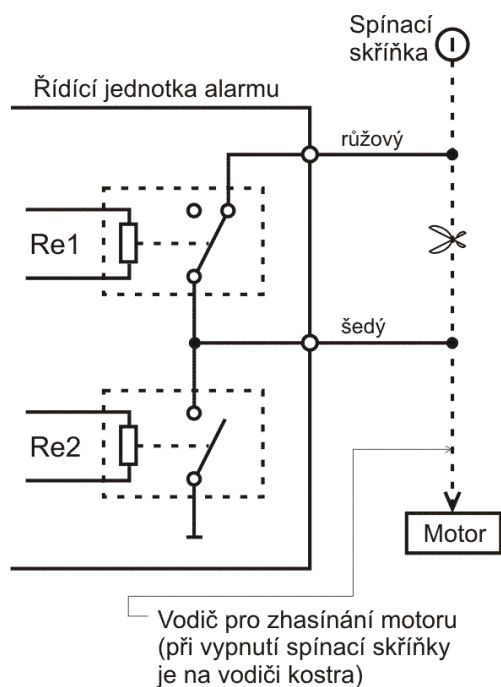 Spínací
skříňka
Řídící jednotka alarmu
růžový
Re1
šedý
Re2
Motor
Vodič pro zhasínání motoru
(při vypnutí spínací skříňky
je na vodiči kostra)